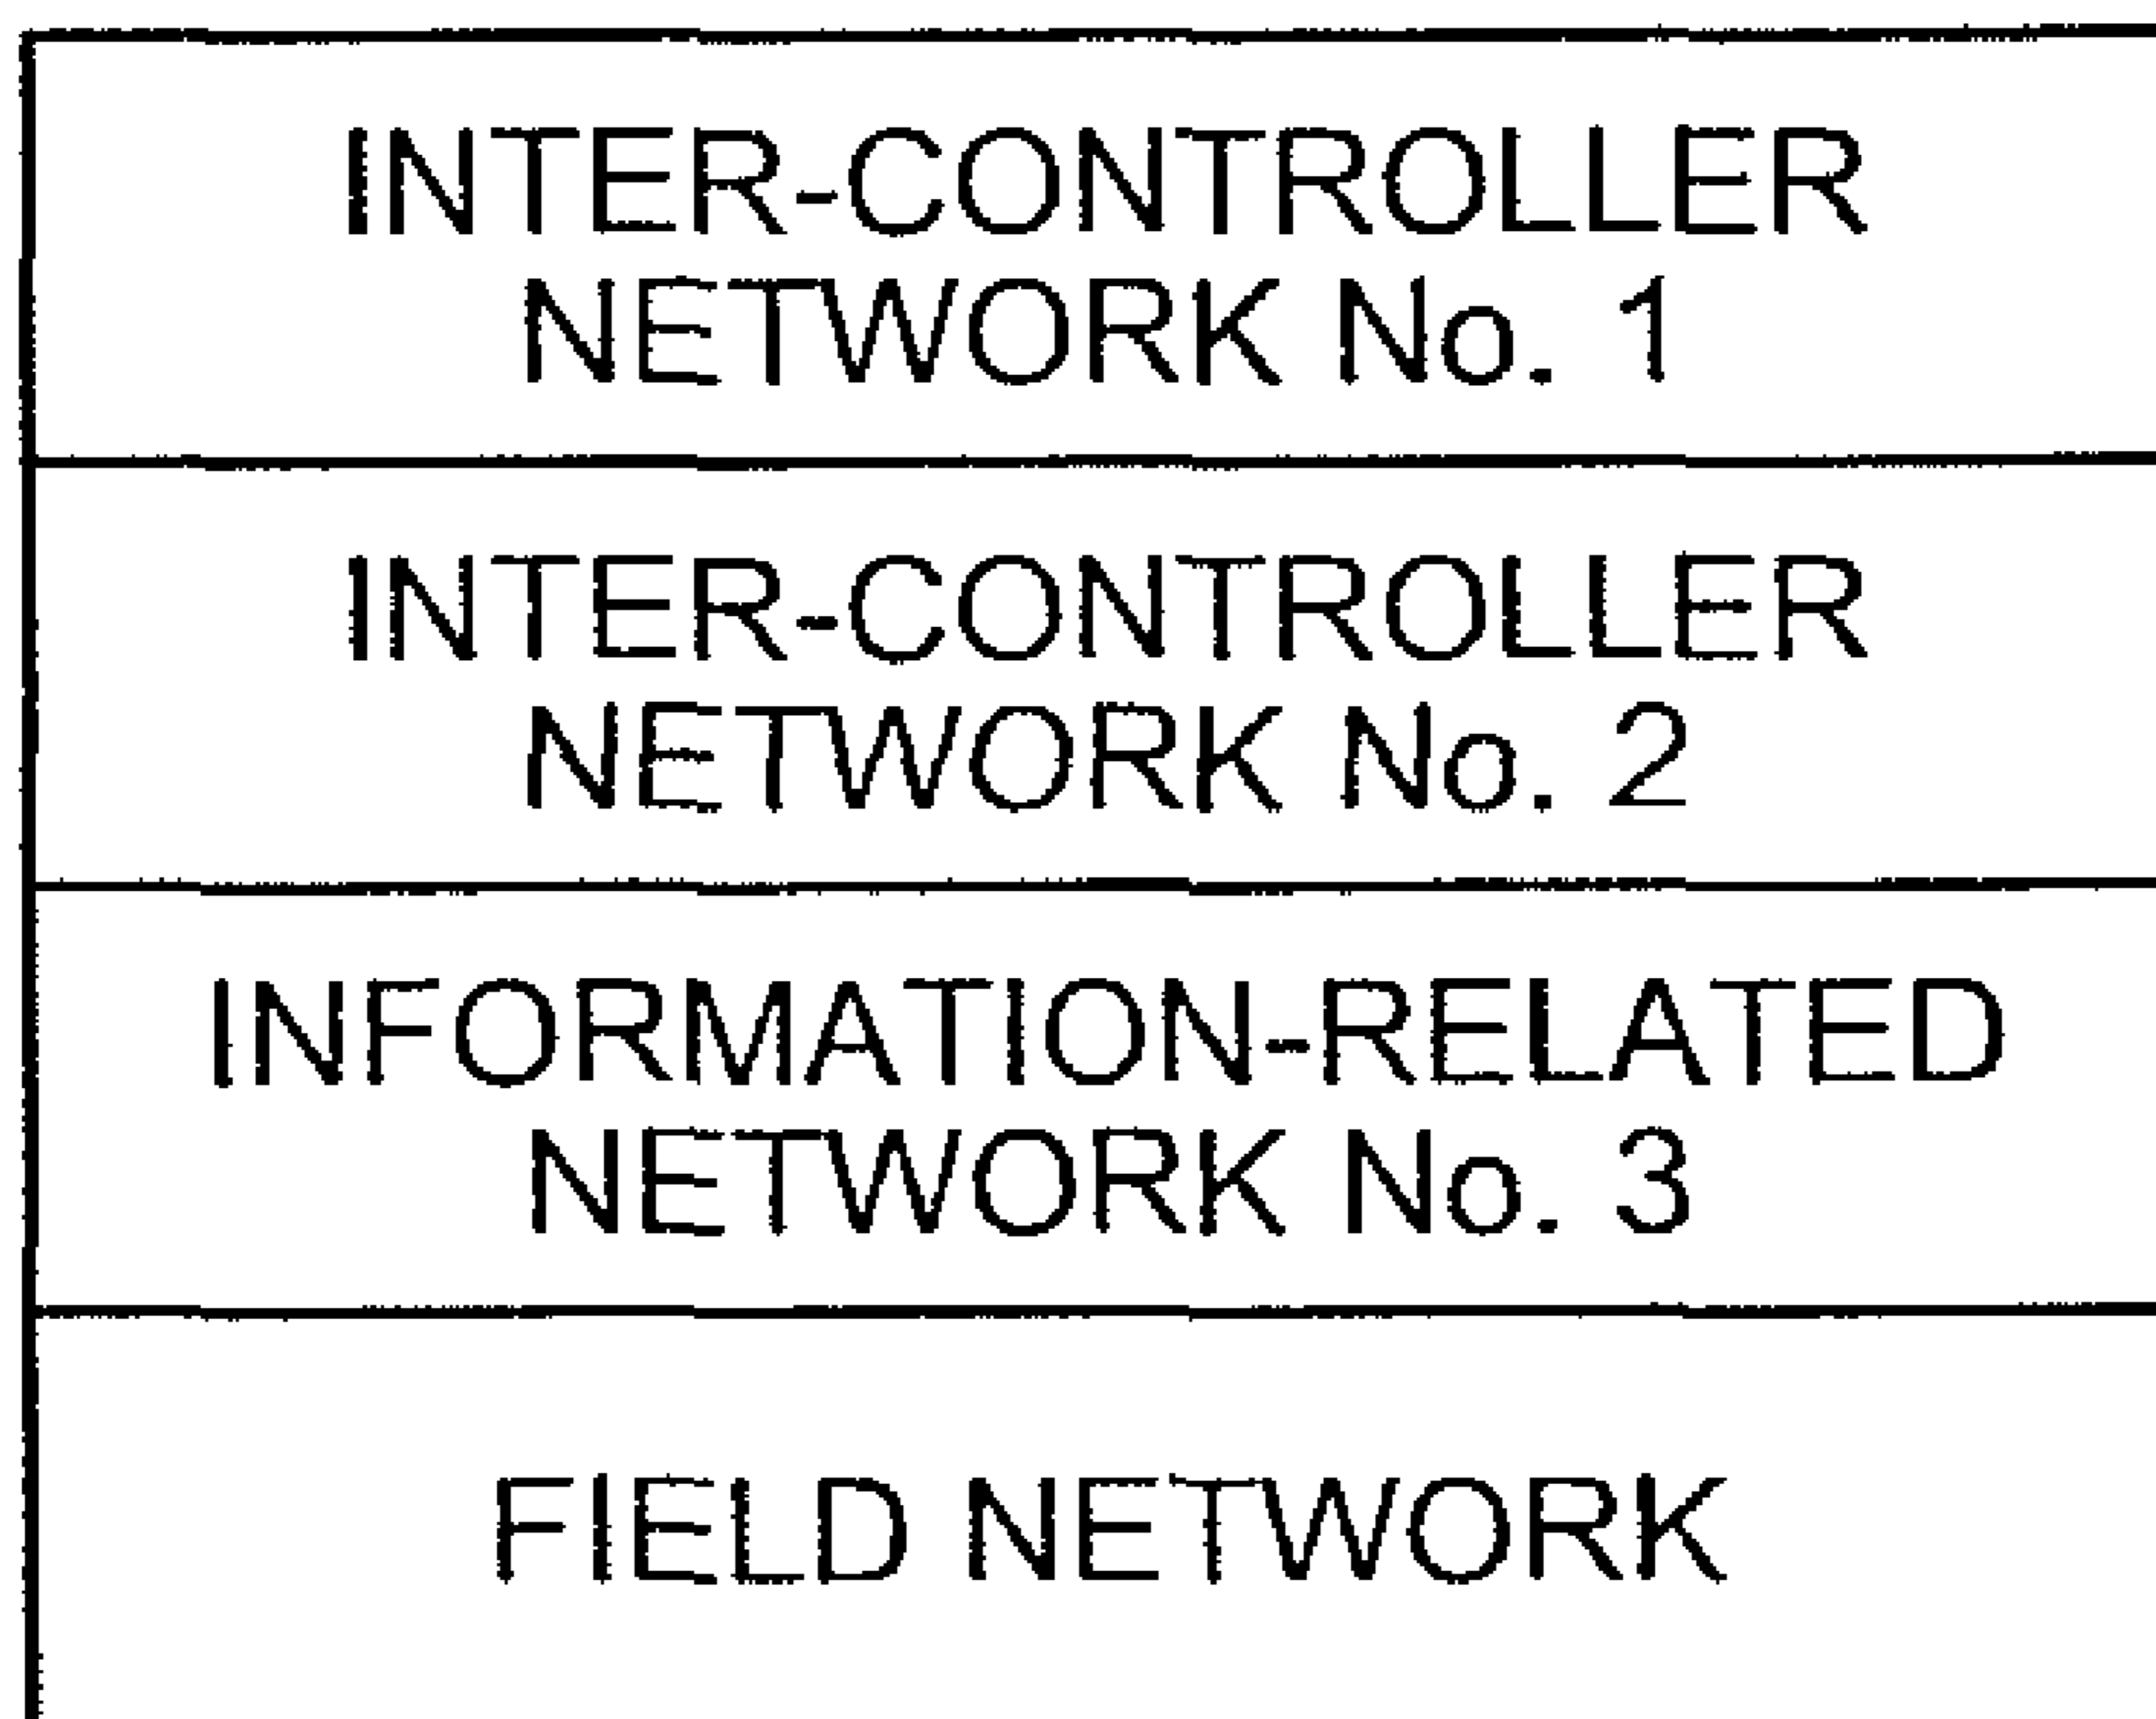 INTER-CONTROLLER
NETWORK No. 1
INTER-CONTROLLER
NETWORK No. 2
INFORMATION-RELATED
NETWORK No. 3
FIELD NETWORK